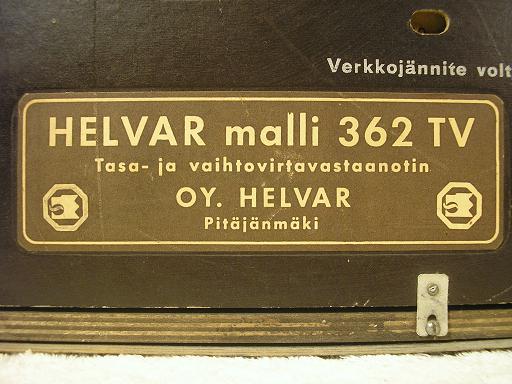 Verkkojännite volt
HELVAR malli 362 TV
Tasa- ja vaihtovirtavastaanotin
OY. HELVAR
Pitäjänmäki